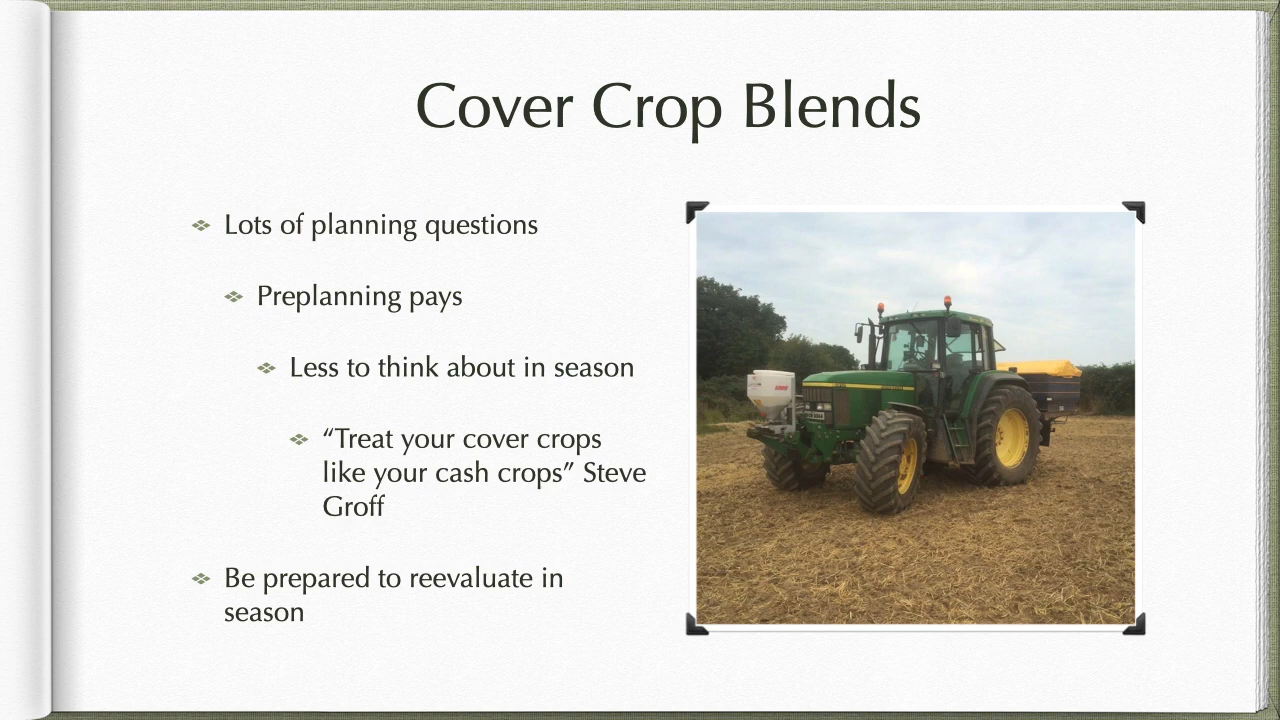 Cover Crop Blends
Lots of planning questions
Preplanning pays
Less to think about in season
“Treat your cover crops
like your cash crops” Steve
Groff
Be prepared to reevaluate in
season